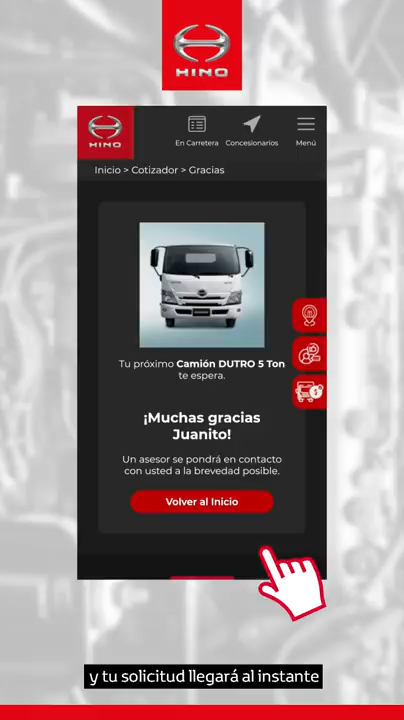 HINO
HINO
En Carretera
Concesionarios
Menú
Inicio > Cotizador > Gracias
Tu próximo Camión DUTRO 5 Ton
te espera.
¡Muchas gracias
Juanito!
Un asesor se pondrá en contacto
con usted a la brevedad posible.
Volver al Inicio
y tu solicitud llegará al instante